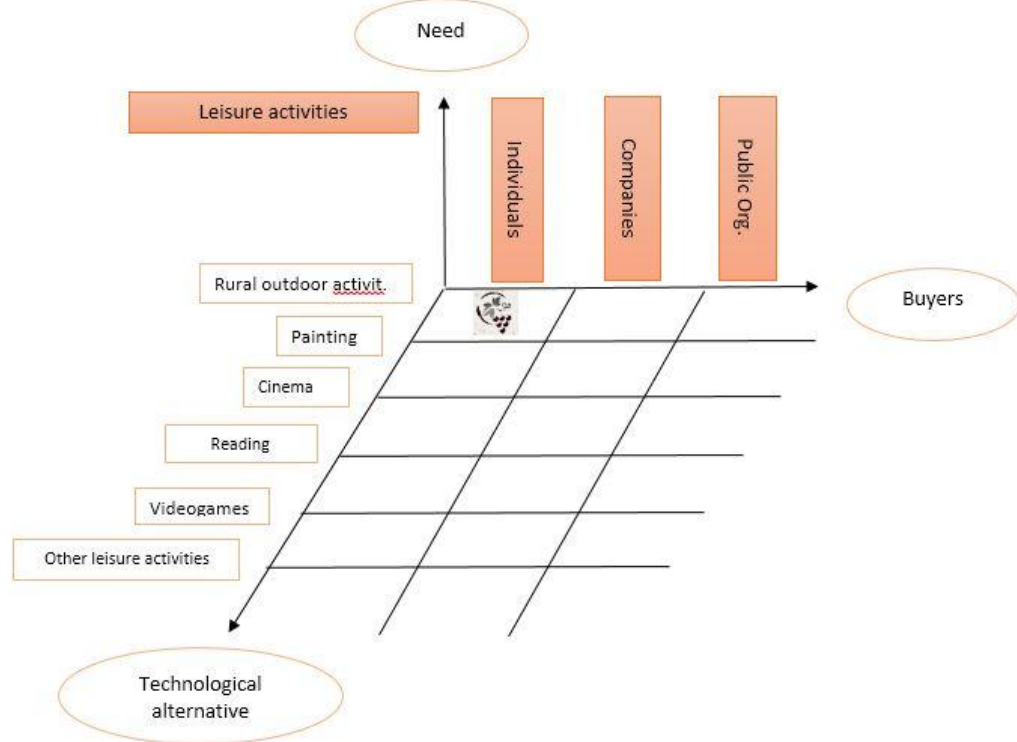 Need
Leisure activities
Individuals
Companies
Public Org.
Rural outdoor activit.
Buyers
Painting
Cinema
Reading
Videogames
Other leisure activities
Technological
alternative